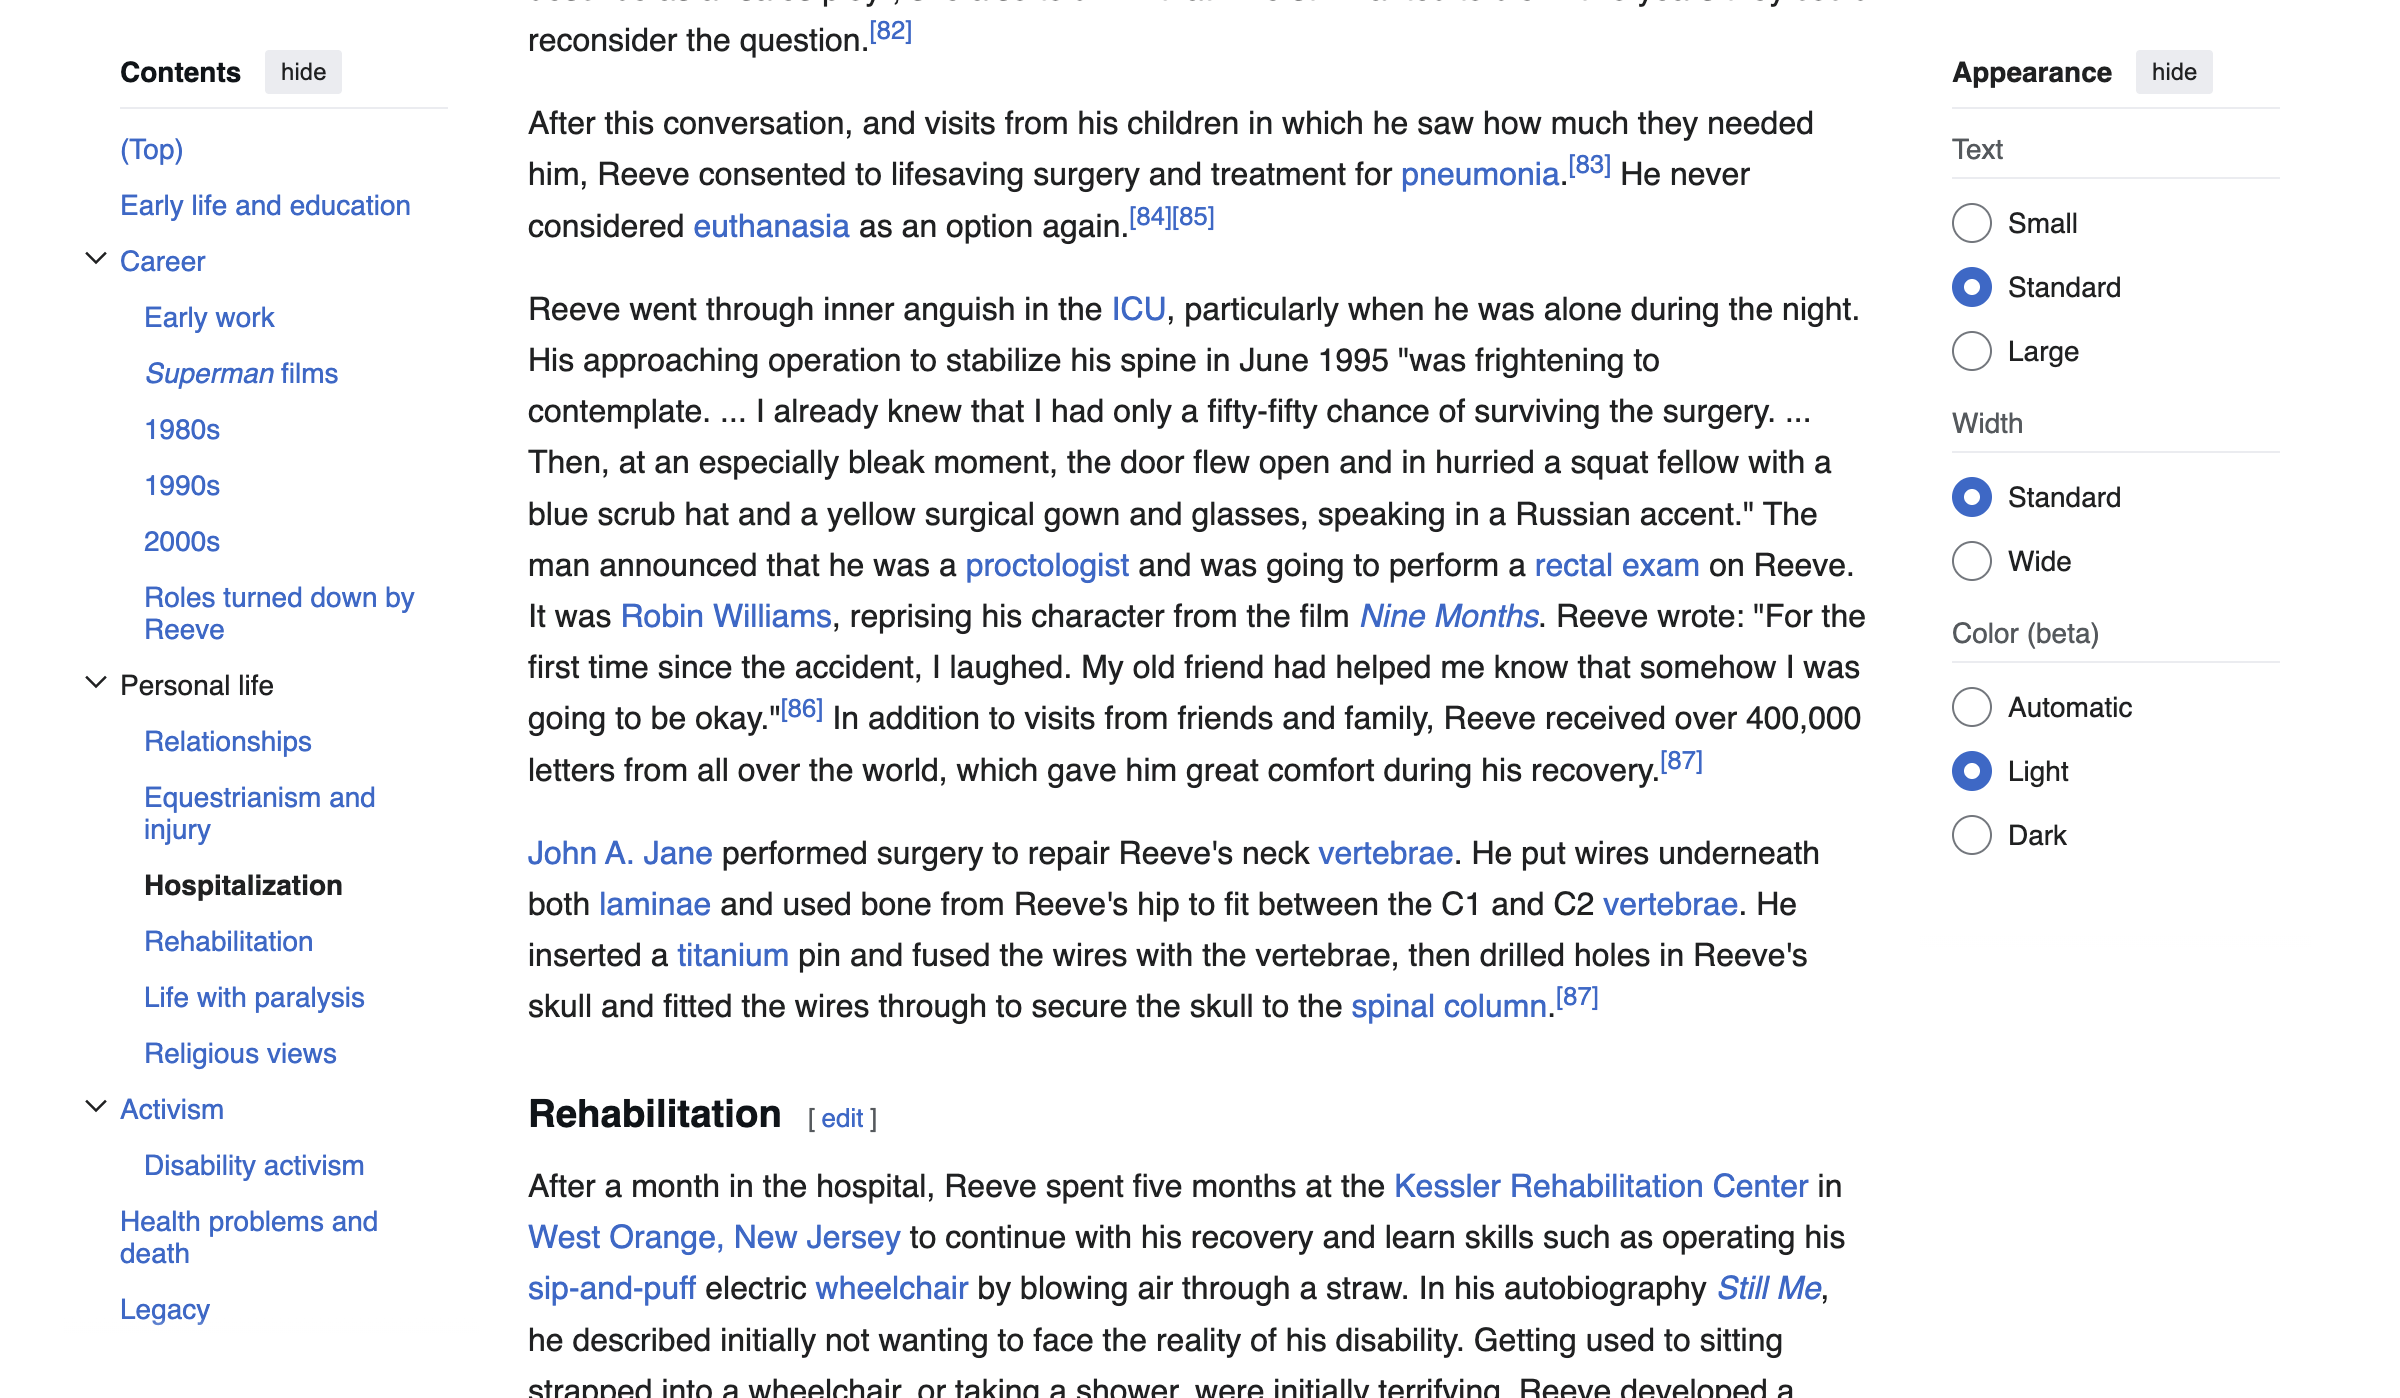 reconsider the question.[82]
Contents hide
(Top)
Early life and education
Career
Early work
Superman films
1980s
1990s
2000s
Roles turned down by
Reeve
Personal life
Relationships
Equestrianism and
injury
Hospitalization
Rehabilitation
Life with paralysis
Religious views
Activism
Disability activism
Health problems and
death
Legacy
After this conversation, and visits from his children in which he saw how much they needed
him, Reeve consented to lifesaving surgery and treatment for pneumonia.[83] He never
considered euthanasia as an option again.[84][85]
Reeve went through inner anguish in the ICU, particularly when he was alone during the night.
His approaching operation to stabilize his spine in June 1995 "was frightening to
contemplate. ... I already knew that I had only a fifty-fifty chance of surviving the surgery. ...
Then, at an especially bleak moment, the door flew open and in hurried a squat fellow with a
blue scrub hat and a yellow surgical gown and glasses, speaking in a Russian accent." The
man announced that he was a proctologist and was going to perform a rectal exam on Reeve.
It was Robin Williams, reprising his character from the film Nine Months. Reeve wrote: "For the
first time since the accident, I laughed. My old friend had helped me know that somehow I was
going to be okay."[86] In addition to visits from friends and family, Reeve received over 400,000
letters from all over the world, which gave him great comfort during his recovery.[87]
John A. Jane performed surgery to repair Reeve's neck vertebrae. He put wires underneath
both laminae and used bone from Reeve's hip to fit between the C1 and C2 vertebrae. He
inserted a titanium pin and fused the wires with the vertebrae, then drilled holes in Reeve's
skull and fitted the wires through to secure the skull to the spinal column.[87]
Rehabilitation [ edit ]
After a month in the hospital, Reeve spent five months at the Kessler Rehabilitation Center in
West Orange, New Jersey to continue with his recovery and learn skills such as operating his
sip-and-puff electric wheelchair by blowing air through a straw. In his autobiography Still Me,
he described initially not wanting to face the reality of his disability. Getting used to sitting
strapped into a wheelchair, or taking a shower, were initially terrifying. Reeve developed a
Appearance hide
Text
Small
Standard
Large
Width
Standard
Wide
Color (beta)
Automatic
Light
Dark